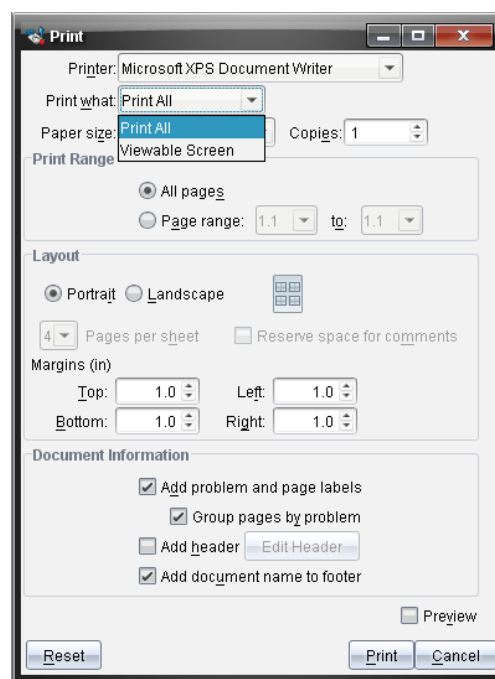 Print
Printer: Microsoft XPS Document Writer
Print what: Print All
Print All
Viewable Screen
Paper size: Copies: 1
Print Range
All pages
Page range: 1.1 to: 1.1
Layout
Portrait Landscape
4 Pages per sheet Reserve space for comments
Margins (in)
Top: 1.0 Left: 1.0
Bottom: 1.0 Right: 1.0
Document Information
Add problem and page labels
Group pages by problem
Add header Edit Header
Add document name to footer
Preview
Reset Print Cancel